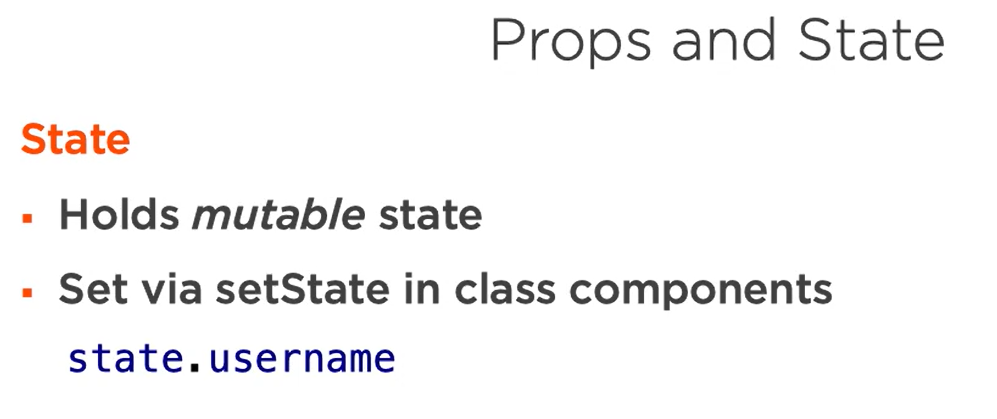 Props and State
State
▪ Holds mutable state
▪ Set via setState in class components
state.username